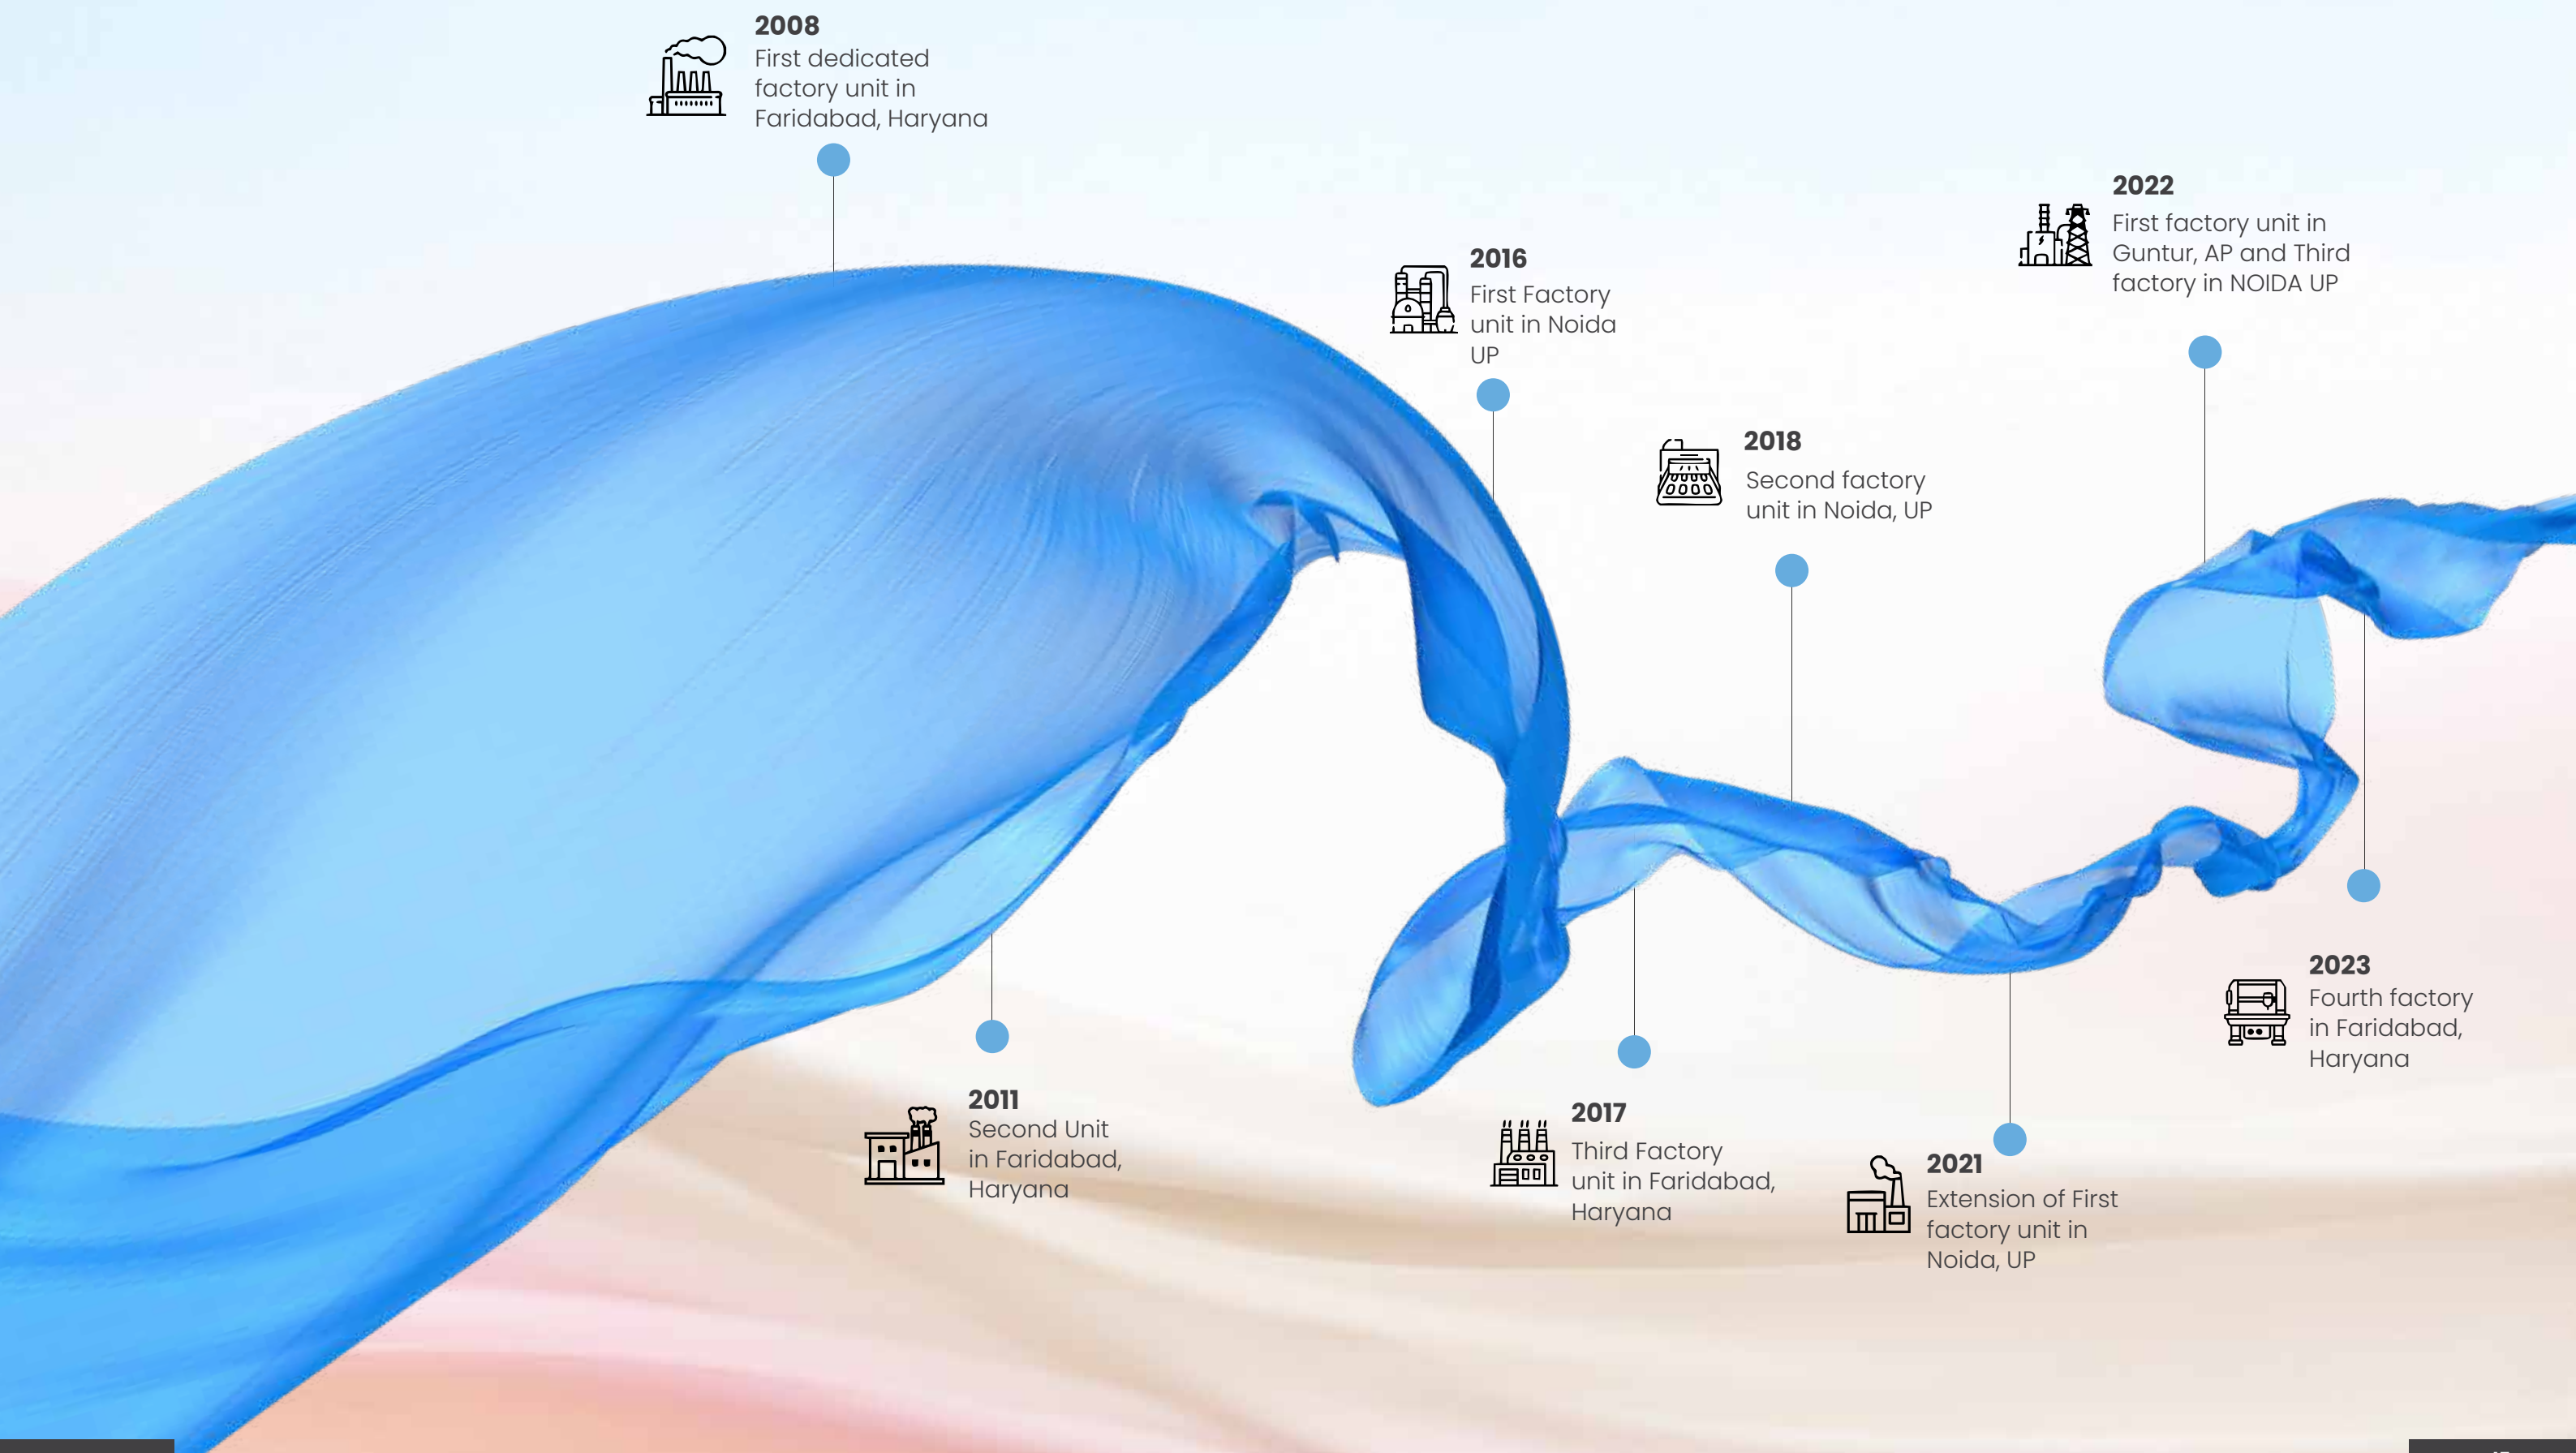 2008
First dedicated
factory unit in
Faridabad, Haryana
2011
Second Unit
in Faridabad,
Haryana
2016
First Factory
unit in Noida
UP
2017
Third Factory
unit in Faridabad,
Haryana
2018
Second factory
unit in Noida, UP
2021
Extension of First
factory unit in
Noida, UP
2022
First factory unit in
Guntur, AP and Third
factory in NOIDA UP
2023
Fourth factory
in Faridabad,
Haryana